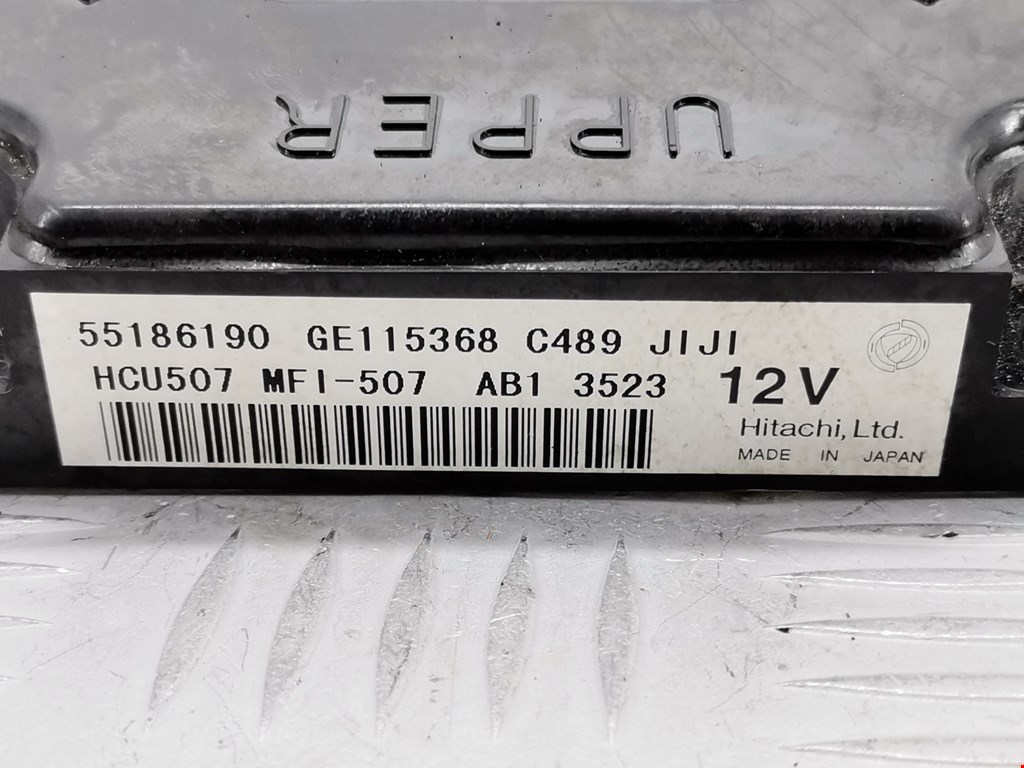 UPPER
55186190 GE115368 C489 JIJI
HCU507 MFI-507 AB1 3523 12V
Hitachi, Ltd.
MADE IN JAPAN